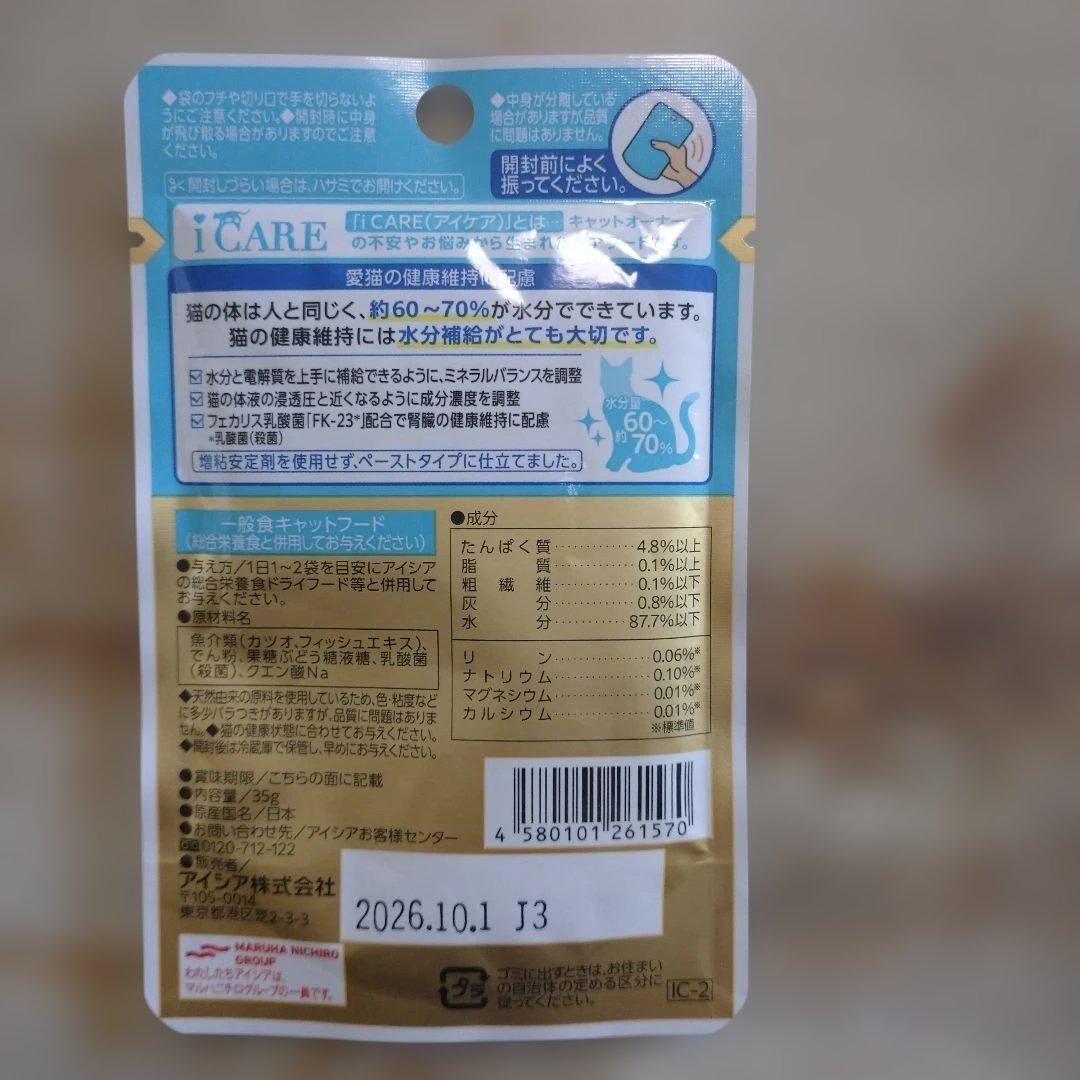 ◆袋のフチや切り口で手を切らないよ
うにご注意ください。◆開封時に中身
が飛び散る場合がありますのでご注意
ください。
開封しづらい場合は、ハサミでお開けください。
◆中身が分離している
場合がありますが、品質
に問題はありません。
開封前によく
振ってください。
i CARE
「i CARE(アイケア)」とは… キャットオーナー
の不安やお悩みから生まれた
愛猫の健康維持に配慮
猫の体は人と同じく、約60～70%が水分でできています。
猫の健康維持には水分補給がとても大切です。
水分と電解質を上手に補給できるように、ミネラルバランスを調整
猫の体液の浸透圧と近くなるように成分濃度を調整
フェカリス乳酸菌「FK-23*」配合で腎臓の健康維持に配慮
*乳酸菌(殺菌)
増粘安定剤を使用せず、ペーストタイプに仕立てました。
水分量
約60～70%
一般食キャットフード
(総合栄養食と併用してお与えください)
●与え方/1日1～2袋を目安にアイシア
の総合栄養食ドライフード等と併用して
お与えください。
●原材料名
魚介類(カツオ、フィッシュエキス)、
でん粉、果糖ぶどう糖液糖、乳酸菌
(殺菌)、クエン酸Na
◆天然由来の原料を使用しているため、色・粘度など
に多少バラつきがありますが、品質に問題はありま
せん。◆猫の健康状態に合わせてお与えください。
◆開封後は冷蔵庫で保管し、早めにお与えください。
●成分
たんぱく質……………4.8%以上
脂質……………0.1%以上
粗繊維……………0.1%以下
灰分……………0.8%以下
水分……………87.7%以下
リン……………0.06%※
ナトリウム……………0.10%※
マグネシウム……………0.01%※
カルシウム……………0.01%※
※標準値
●賞味期限/こちらの面に記載
●内容量/35g
●原産国名/日本
●お問い合わせ先/アイシアお客様センター
0120-712-122
●販売者/
アイシア株式会社
〒105-0014
東京都港区芝2-3-3
4 580101 261570
2026.10.1 J3
MARUHA NICHIRO
GROUP
わたしたちアイシアは、
マルハニチログループの一員です。
プラ
ゴミに出すときは、お住まい
の自治体の定める区分に
従ってください。
IC-2